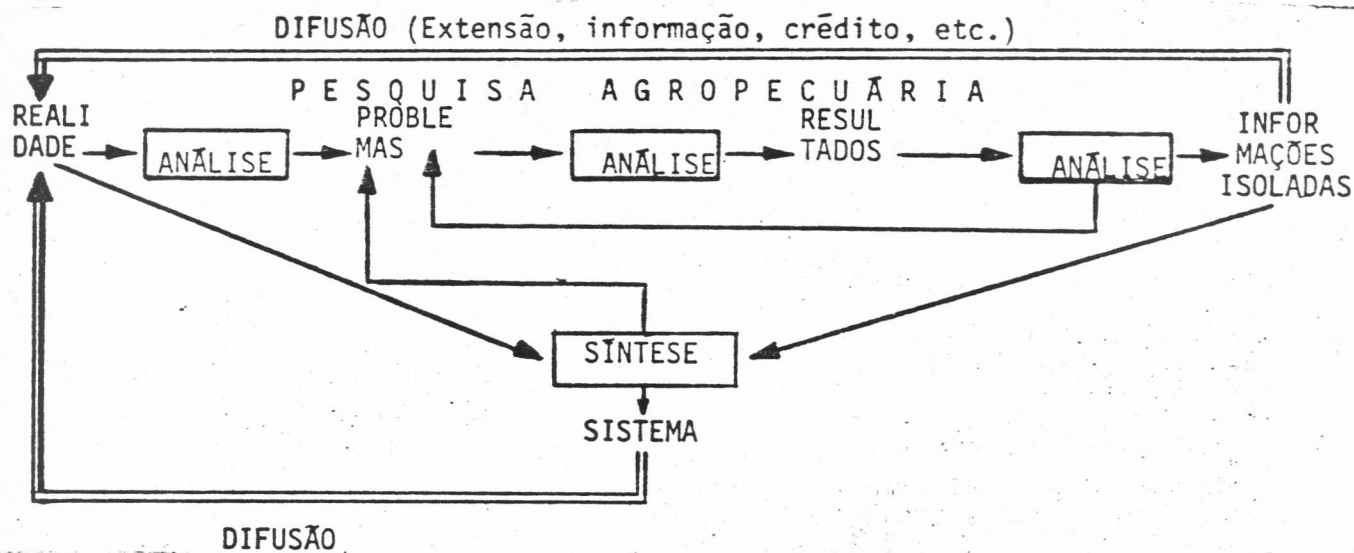 DIFUSÃO (Extensão, informação, crédito, etc.)
PESQUISA AGROPECUÁRIA
REALI
DADE
ANÁLISE
PROBLE
MAS
ANÁLISE
RESUL
TADOS
ANÁLISE
INFOR
MAÇÕES
ISOLADAS
SÍNTESE
SISTEMA
DIFUSÃO